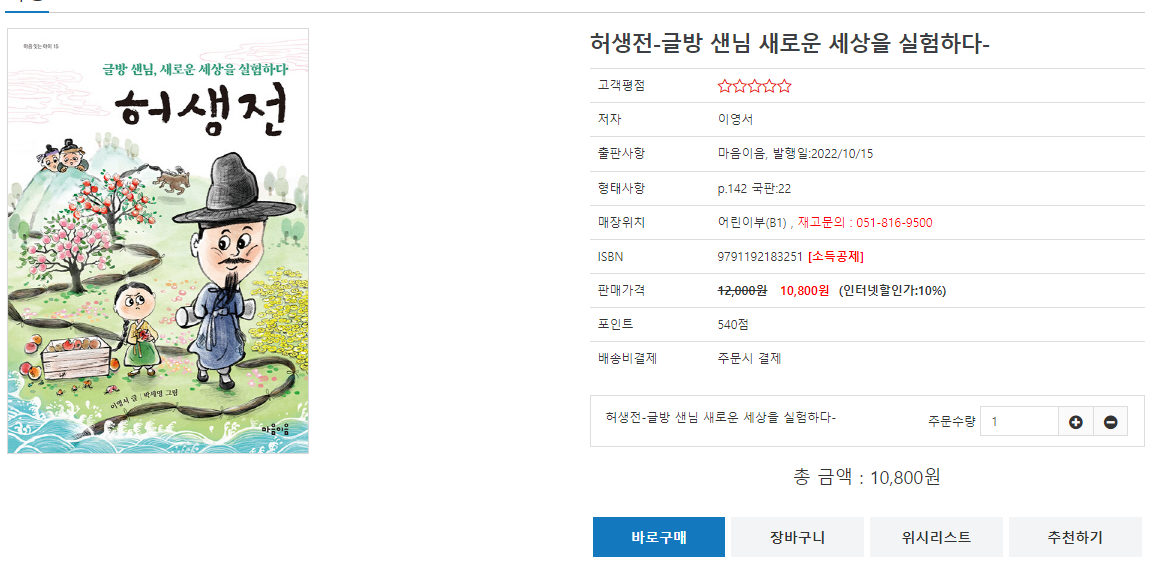 마음 잇는 아이 15
글방 샌님, 새로운 세상을 실험하다
허생전
이영서 글 | 박세영 그림
마음이음
허생전-글방 샌님 새로운 세상을 실험하다-
고객평점 ☆☆☆☆☆
저자 이영서
출판사항 마음이음, 발행일:2022/10/15
형태사항 p.142 국판:22
매장위치 어린이부(B1) , 재고문의 : 051-816-9500
ISBN 9791192183251 [소득공제]
판매가격 12,000원 10,800원 (인터넷할인가:10%)
포인트 540점
배송비결제 주문시 결제
허생전-글방 샌님 새로운 세상을 실험하다-
주문수량 1
총 금액 : 10,800원
바로구매 장바구니 위시리스트 추천하기